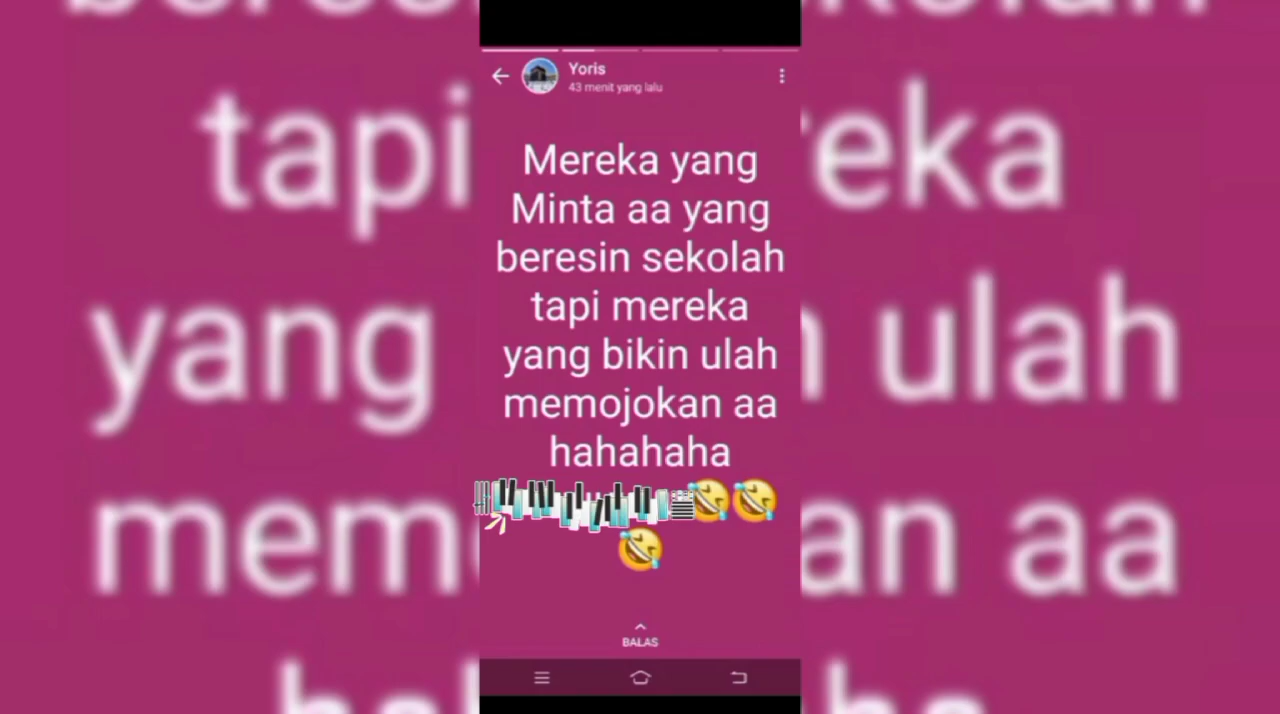 Yoris
43 menit yang lalu
Mereka yang
Minta aa yang
beresin sekolah
tapi mereka
yang bikin ulah
memojokan aa
hahahaha
🤣🤣
🤣
BALAS